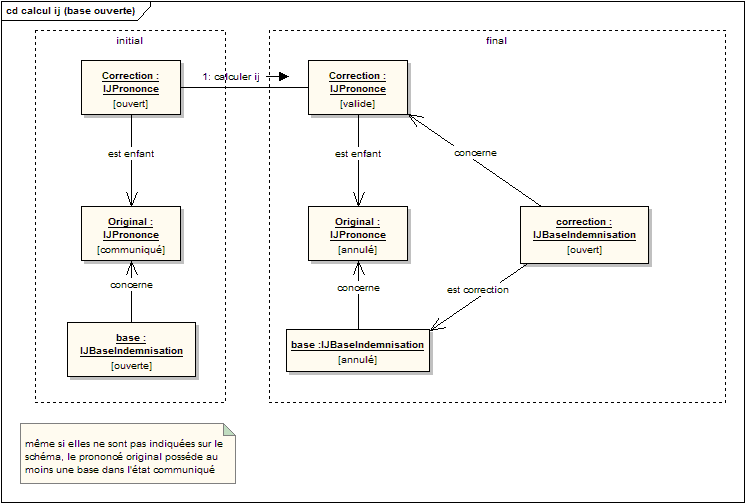 cd calcul ij (base ouverte)
initial
final
Correction :
IJPrononce
[ouvert]
1: calculer ij
Correction :
IJPrononce
[valide]
est enfant
est enfant
concerne
Original :
IJPrononce
[communiqué]
Original :
IJPrononce
[annulé]
correction :
IJBaseIndemnisation
[ouvert]
concerne
concerne
est correction
base :
IJBaseIndemnisation
[ouverte]
base :IJBaseIndemnisation
[annulé]
même si elles ne sont pas indiquées sur le
schéma, le prononcé original posséde au
moins une base dans l'état communiqué